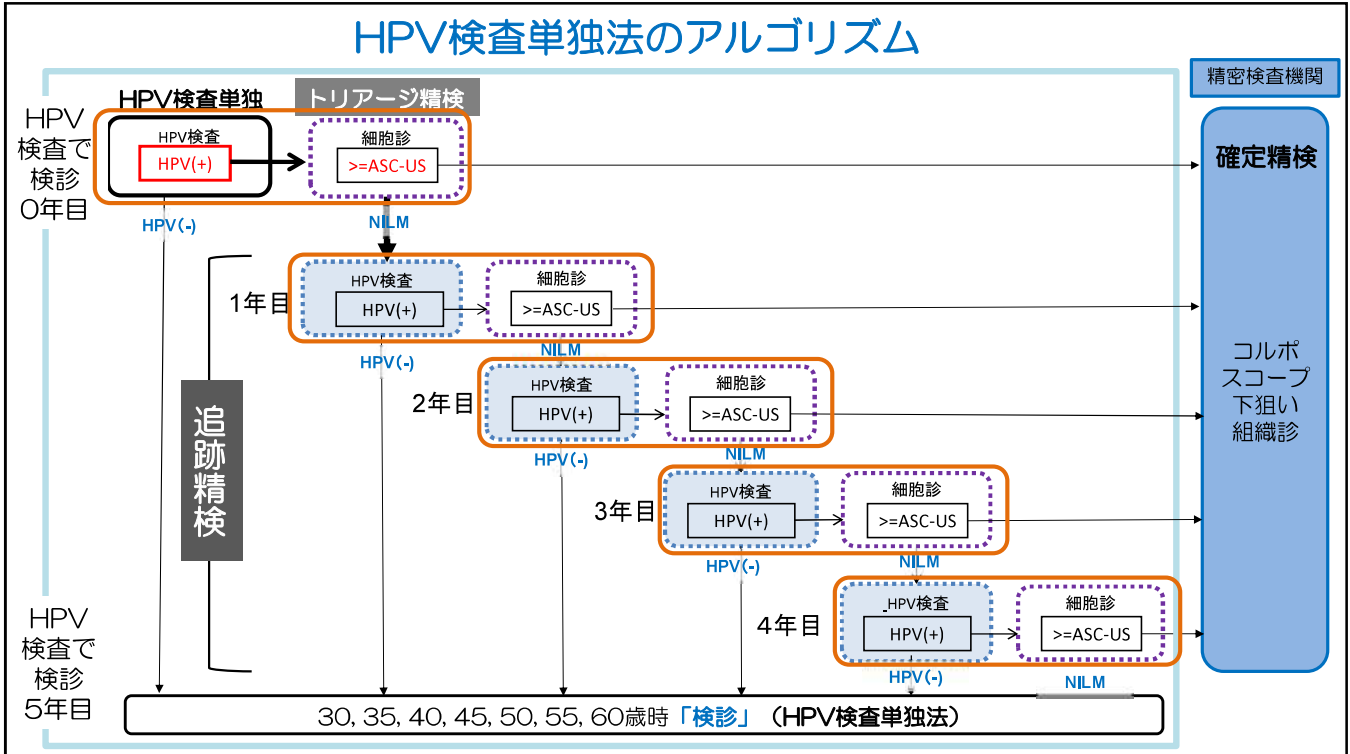 HPV検査単独法のアルゴリズム
精密検査機関
HPV検査単独
トリアージ精検
HPV
検査で
検診
0年目
HPV検査
HPV(+)
細胞診
>=ASC-US
確定精検
HPV(-)
NILM
1年目
HPV検査
HPV(+)
細胞診
>=ASC-US
HPV(-)
NILM
2年目
HPV検査
HPV(+)
細胞診
>=ASC-US
HPV(-)
NILM
コルポ
スコープ
下狙い
組織診
追跡精検
3年目
HPV検査
HPV(+)
細胞診
>=ASC-US
HPV(-)
NILM
4年目
HPV検査
HPV(+)
細胞診
>=ASC-US
HPV(-)
NILM
HPV
検査で
検診
5年目
30, 35, 40, 45, 50, 55, 60歳時「検診」（HPV検査単独法）